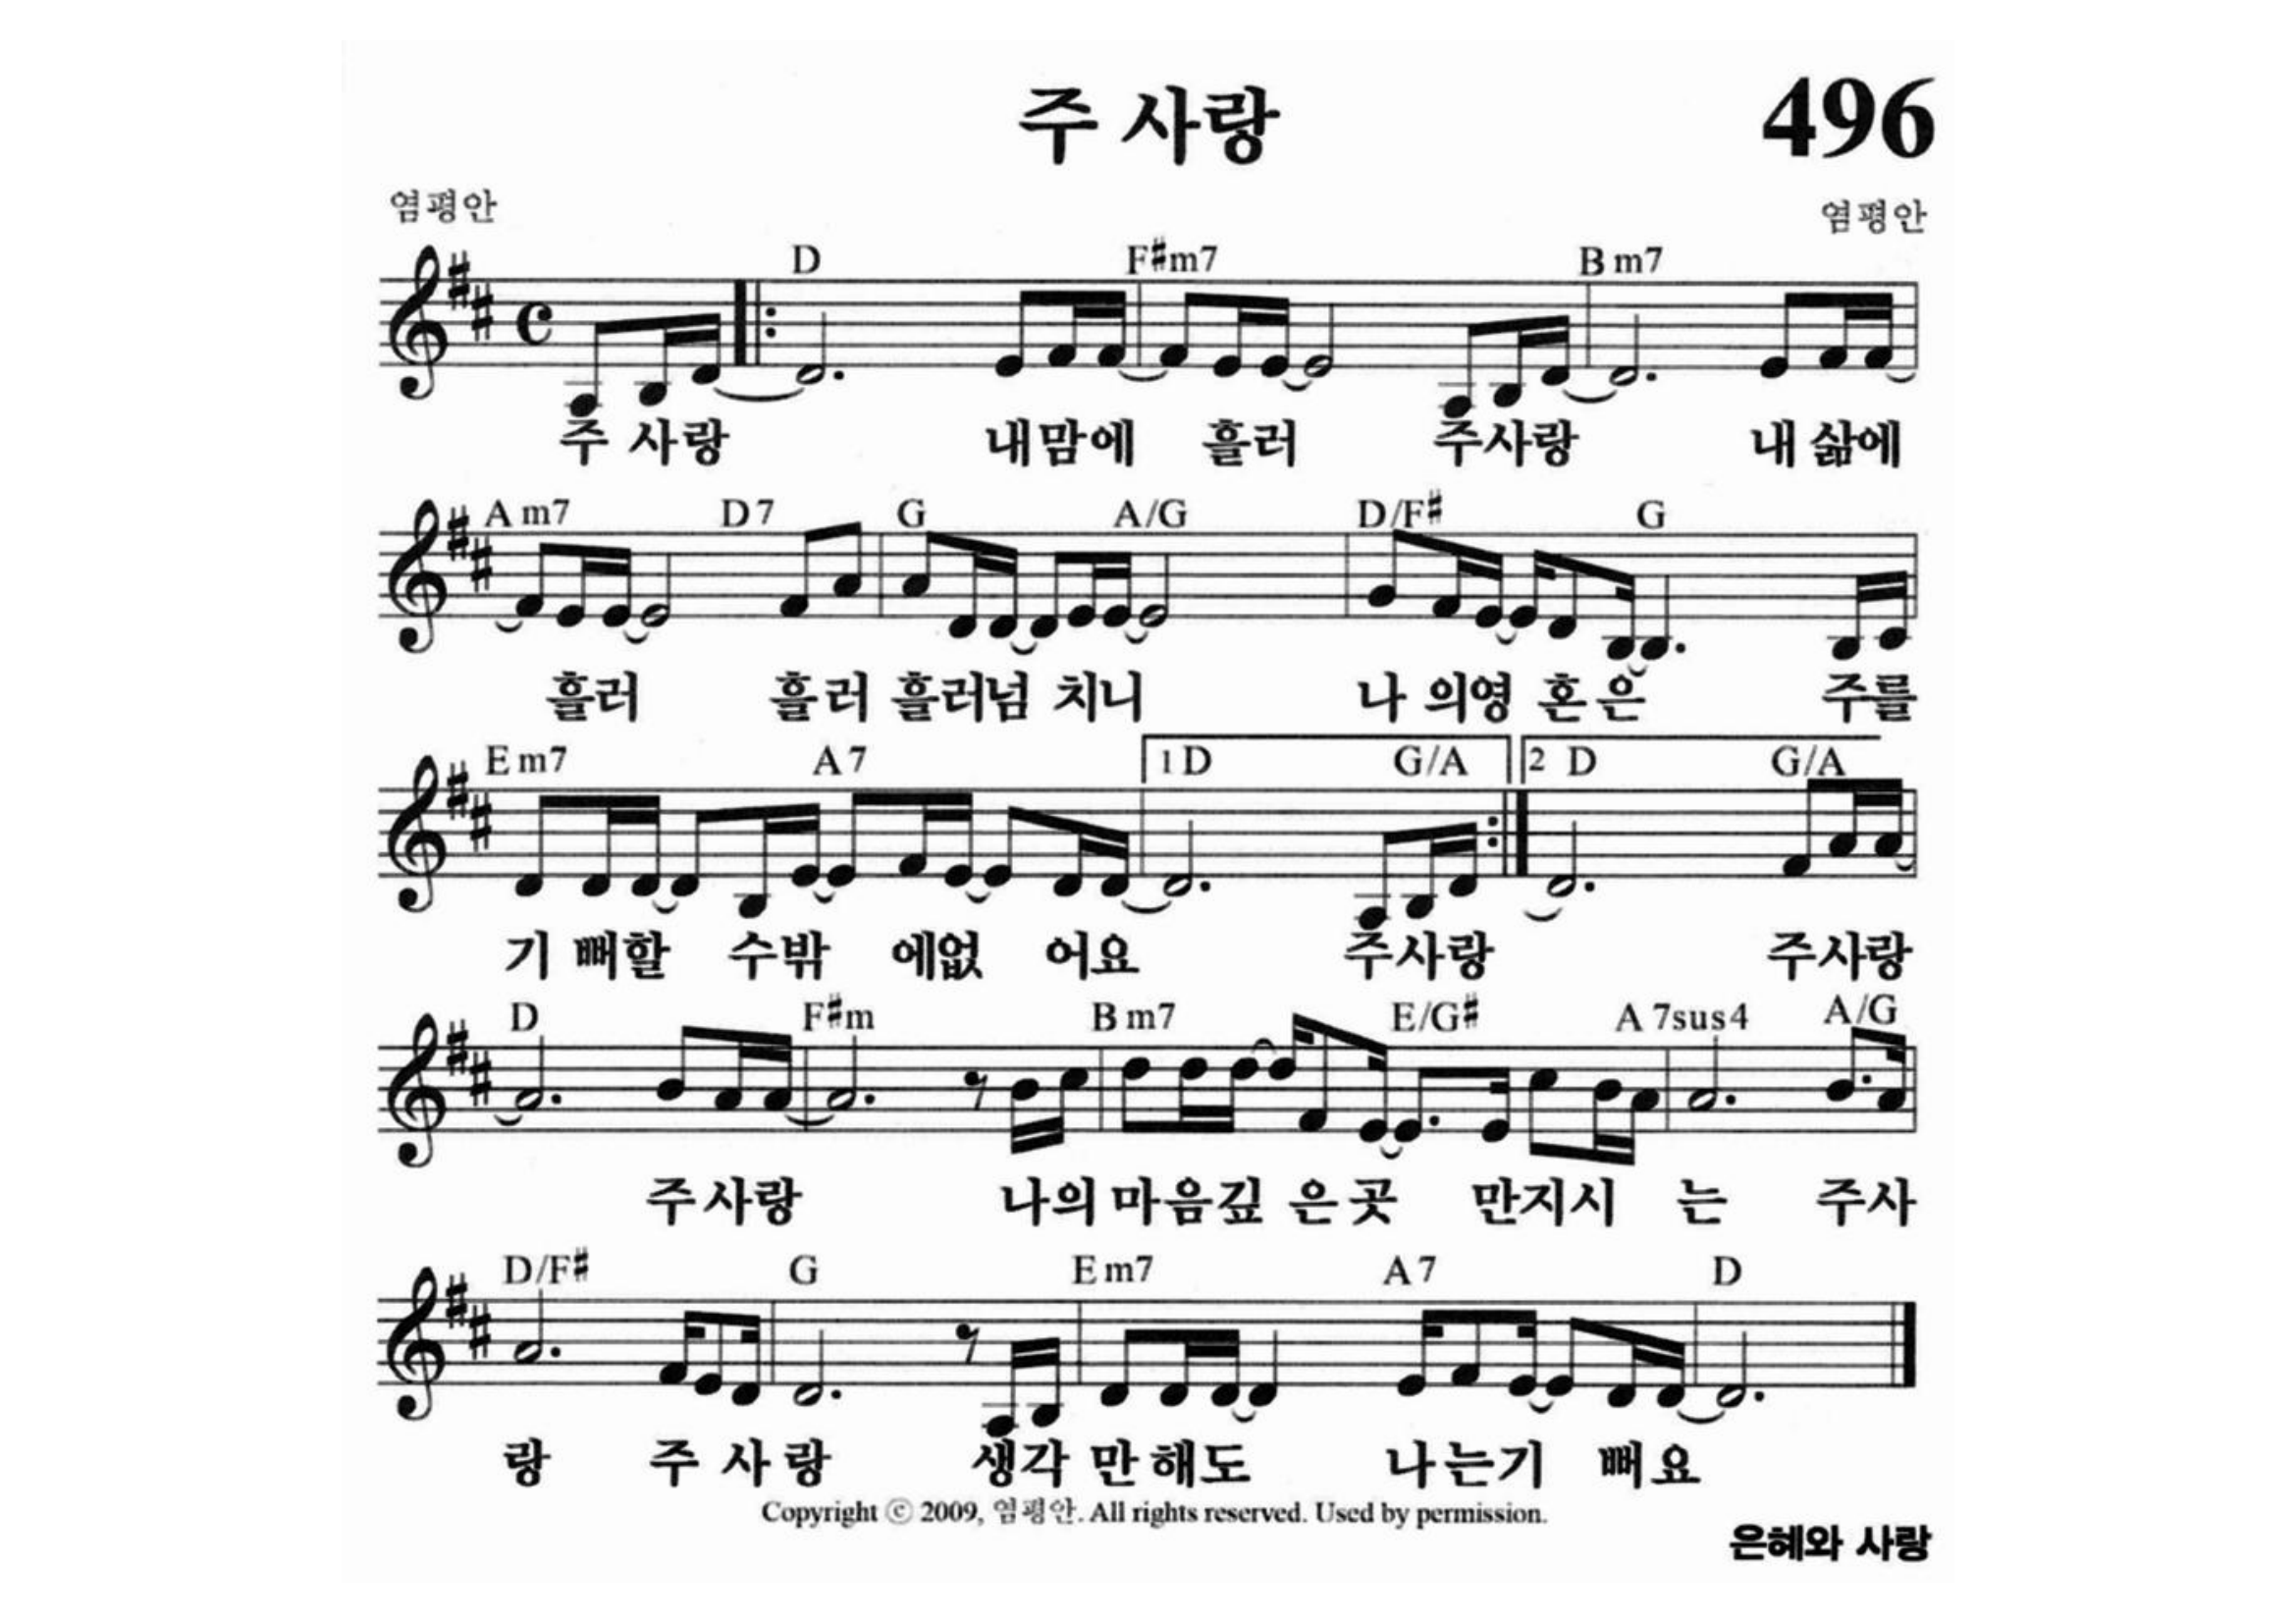 주 사랑
496
염평안
염평안
D F#m7 Bm7
주 사랑 내맘에 흘러 주사랑 내 삶에
Am7 D7 G A/G D/F# G
흘러 흘러 흘러넘 치니 나 의영 혼은 주를
Em7 A7 1 D G/A 2 D G/A
기 뻐할 수밖 에없 어요 주사랑 주사랑
D F#m Bm7 E/G# A7sus4 A/G
주사랑 나의 마음깊 은곳 만지시 는 주사
D/F# G Em7 A7 D
랑 주 사랑 생각 만 해도 나는기 뻐요
Copyright ⓒ 2009, 염평안. All rights reserved. Used by permission.
은혜와 사랑